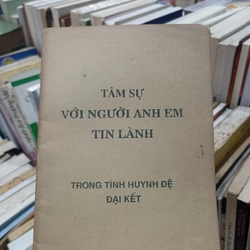 TÂM SỰ
VỚI NGƯỜI ANH EM
TIN LÀNH
TRONG TÌNH HUYNH ĐỆ
ĐẠI KẾT